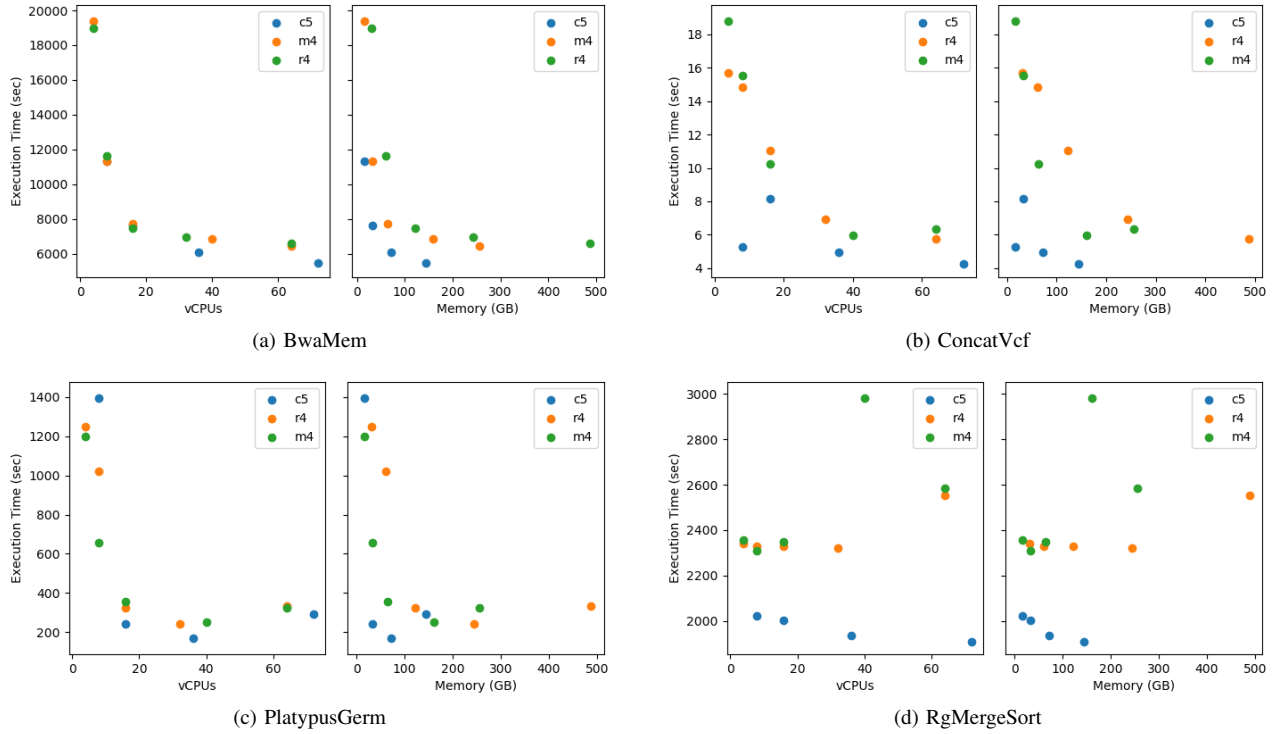 20000
18000
16000
14000
12000
10000
8000
6000
Execution Time (sec)
0 20 40 60
vCPUs
c5
m4
r4
0 100 200 300 400 500
Memory (GB)
c5
m4
r4
(a) BwaMem
18
16
14
12
10
8
6
4
Execution Time (sec)
0 20 40 60
vCPUs
c5
r4
m4
0 100 200 300 400 500
Memory (GB)
c5
r4
m4
(b) ConcatVcf
1400
1200
1000
800
600
400
200
Execution Time (sec)
0 20 40 60
vCPUs
c5
r4
m4
0 100 200 300 400 500
Memory (GB)
c5
r4
m4
(c) PlatypusGerm
3000
2800
2600
2400
2200
2000
Execution Time (sec)
0 20 40 60
vCPUs
c5
r4
m4
0 100 200 300 400 500
Memory (GB)
c5
r4
m4
(d) RgMergeSort